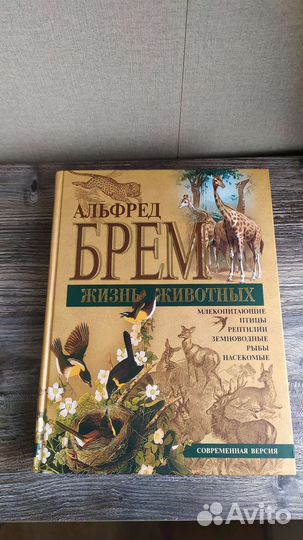 АЛЬФРЕД
БРЕМ
ЖИЗНЬ ЖИВОТНЫХ
МЛЕКОПИТАЮЩИЕ
ПТИЦЫ
РЕПТИЛИИ
ЗЕМНОВОДНЫЕ
РЫБЫ
НАСЕКОМЫЕ
СОВРЕМЕННАЯ ВЕРСИЯ
Avito